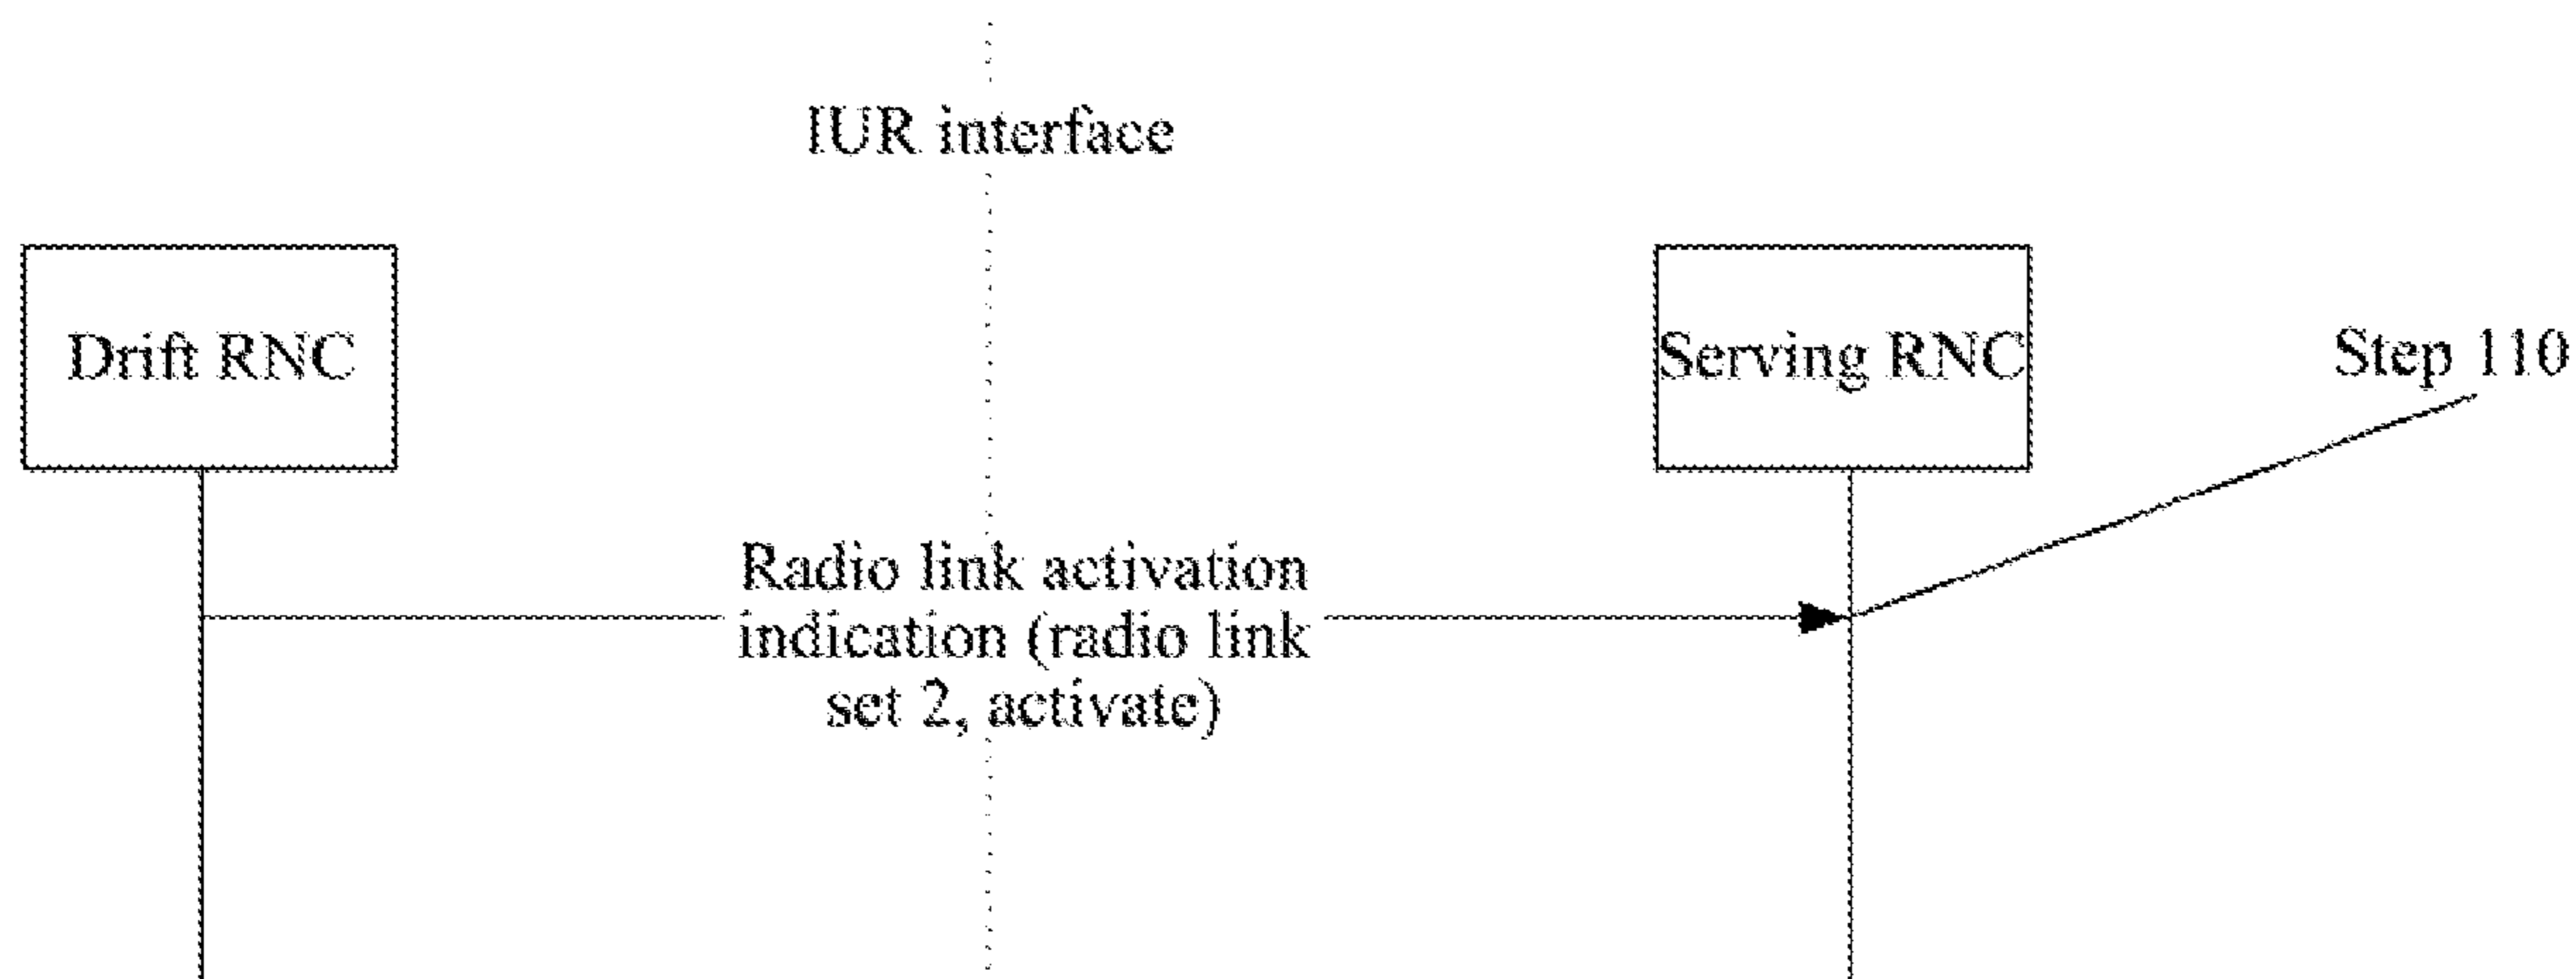 IUR interface
Drift RNC
Serving RNC
Step 110
Radio link activation
indication (radio link
set 2, activate)